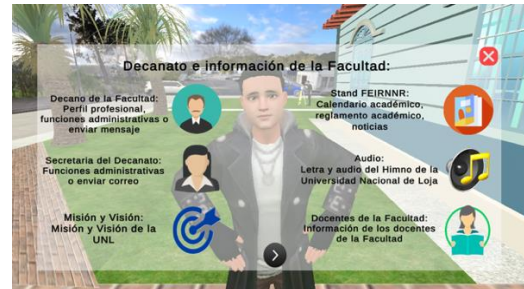 Decanato e información de la Facultad:
Decano de la Facultad:
Perfil profesional,
funciones administrativas o
enviar mensaje
Secretaria del Decanato:
Funciones administrativas
o enviar correo
Misión y Visión:
Misión y Visión de la
UNL
Stand FEIRNNR:
Calendario académico,
reglamento académico,
noticias
Audio:
Letra y audio del Himno de la
Universidad Nacional de Loja
Docentes de la Facultad:
Información de los docentes
de la Facultad